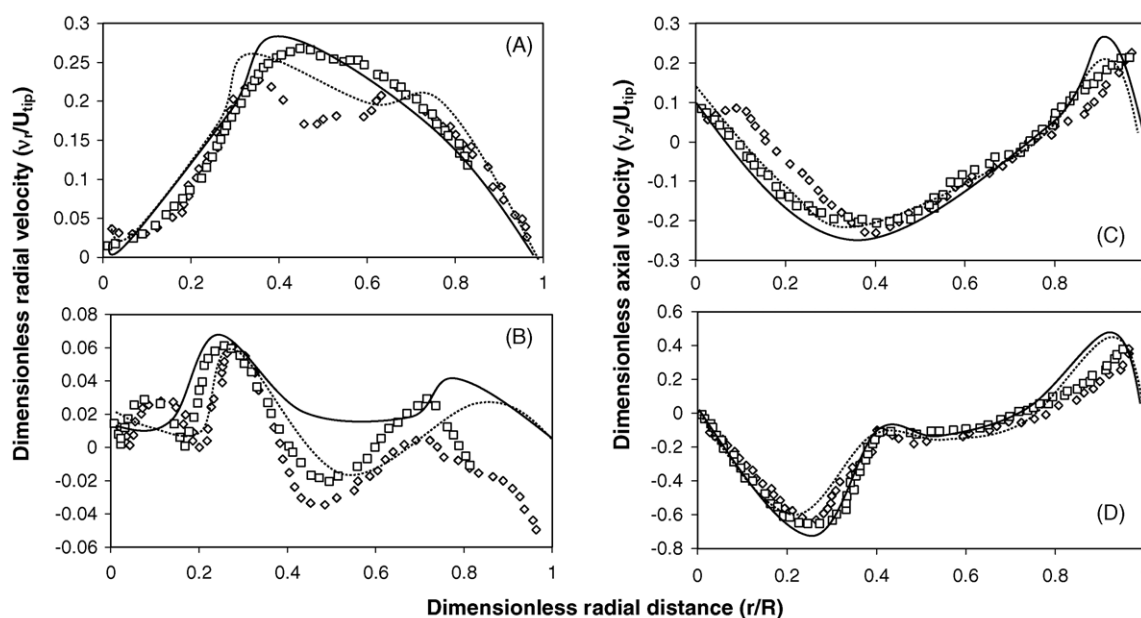 Dimensionless radial velocity (νr/Utip)
0.3
0.25
0.2
0.15
0.1
0.05
0
(A)
0 0.2 0.4 0.6 0.8 1
0.08
0.06
0.04
0.02
0
-0.02
-0.04
-0.06
(B)
0 0.2 0.4 0.6 0.8 1
Dimensionless axial velocity (νz/Utip)
0.3
0.2
0.1
0
-0.1
-0.2
-0.3
(C)
0 0.2 0.4 0.6 0.8 1
0.6
0.4
0.2
0
-0.2
-0.4
-0.6
-0.8
(D)
0 0.2 0.4 0.6 0.8 1
Dimensionless radial distance (r/R)